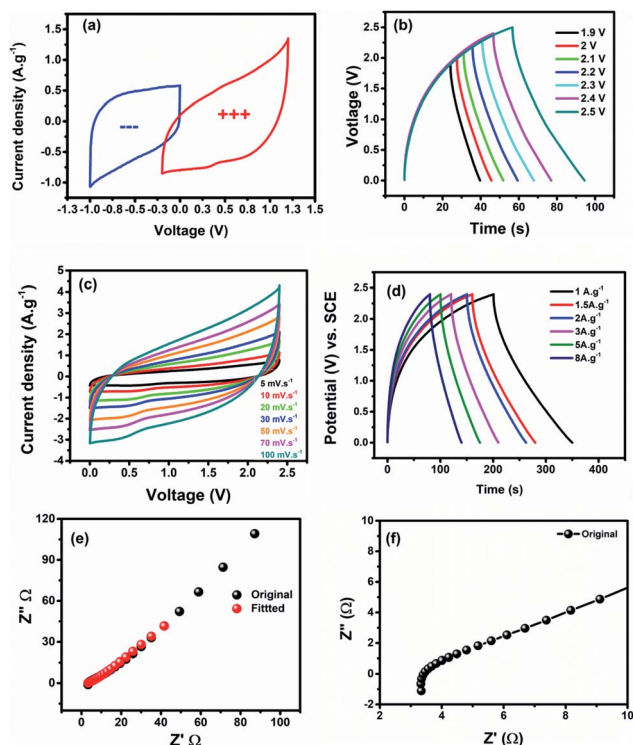 (a)
Current density (A.g⁻¹)
1.5
1.0
0.5
0.0
-0.5
-1.0
---
+++
-1.3 -1.0 -0.8 -0.5 -0.3 0.0 0.3 0.5 0.8 1.0 1.3 1.5
Voltage (V)
(b)
Votlage (V)
2.5
2.0
1.5
1.0
0.5
0.0
1.9 V
2 V
2.1 V
2.2 V
2.3 V
2.4 V
2.5 V
0 20 40 60 80 100
Time (s)
(c)
Current density (A.g⁻¹)
5
4
3
2
1
0
-1
-2
-3
-4
5 mV.s⁻¹
10 mV.s⁻¹
20 mV.s⁻¹
30 mV.s⁻¹
50 mV.s⁻¹
70 mV.s⁻¹
100 mV.s⁻¹
0.0 0.5 1.0 1.5 2.0 2.5
Voltage (V)
(d)
Potential (V) vs. SCE
2.5
2.0
1.5
1.0
0.5
0.0
1 A.g⁻¹
1.5A.g⁻¹
2A.g⁻¹
3A.g⁻¹
5A.g⁻¹
8A.g⁻¹
0 100 200 300 400
Time (s)
(e)
Z'' Ω
120
90
60
30
0
Original
Fittted
0 20 40 60 80 100
Z' Ω
(f)
Z'' (Ω)
10
8
6
4
2
0
-2
Original
2 4 6 8 10
Z' (Ω)